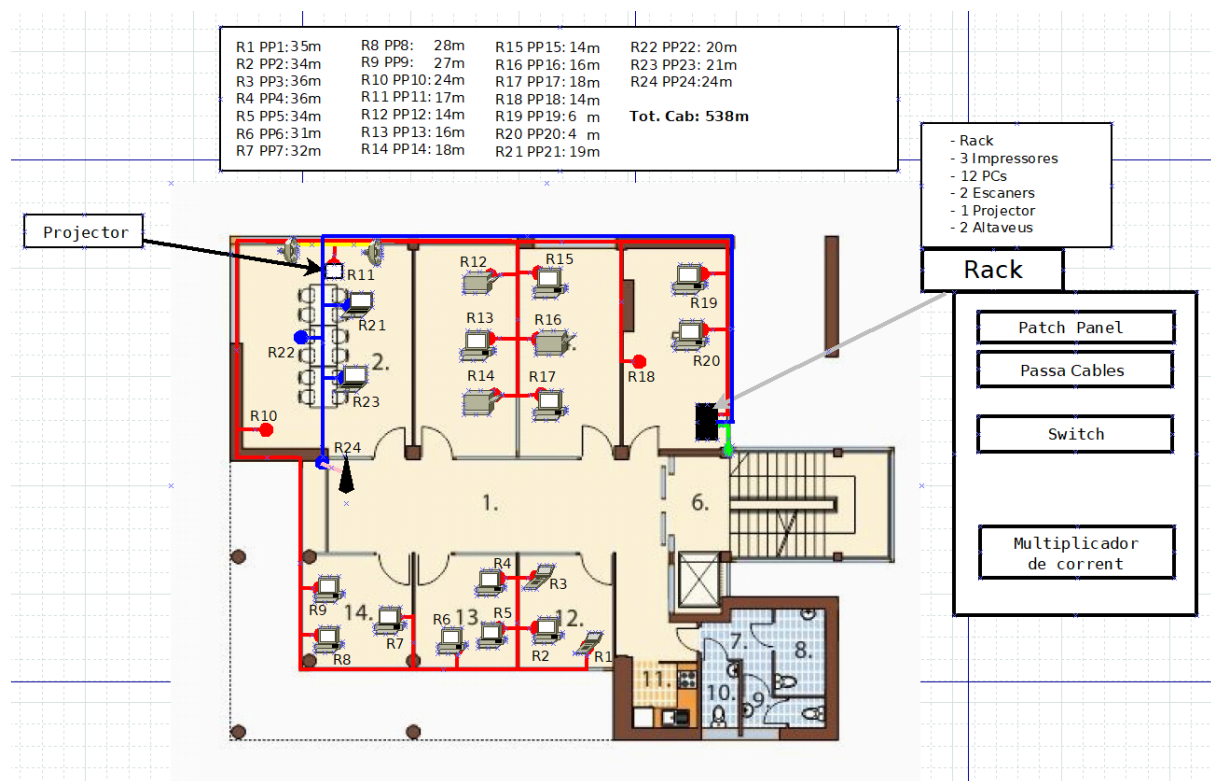 R1 PP1: 35m
R2 PP2: 34m
R3 PP3: 36m
R4 PP4: 36m
R5 PP5: 34m
R6 PP6: 31m
R7 PP7: 32m
R8 PP8: 28m
R9 PP9: 27m
R10 PP10: 24m
R11 PP11: 17m
R12 PP12: 14m
R13 PP13: 16m
R14 PP14: 18m
R15 PP15: 14m
R16 PP16: 16m
R17 PP17: 18m
R18 PP18: 14m
R19 PP19: 6 m
R20 PP20: 4 m
R21 PP21: 19m
R22 PP22: 20m
R23 PP23: 21m
R24 PP24: 24m
Tot. Cab: 538m
- Rack
- 3 Impressores
- 12 PCs
- 2 Escaners
- 1 Projector
- 2 Altaveus
Projector
Rack
Patch Panel
Passa Cables
Switch
Multiplicador
de corrent
R11
R12
R15
R19
R21
R13
R16
R22
2.
R20
R14
R17
R18
R23
R10
R24
1.
6.
R4
R3
R9
14.
R6
13
R5
12.
R7
R8
R2
R1
7.
8.
11.
10.
9.